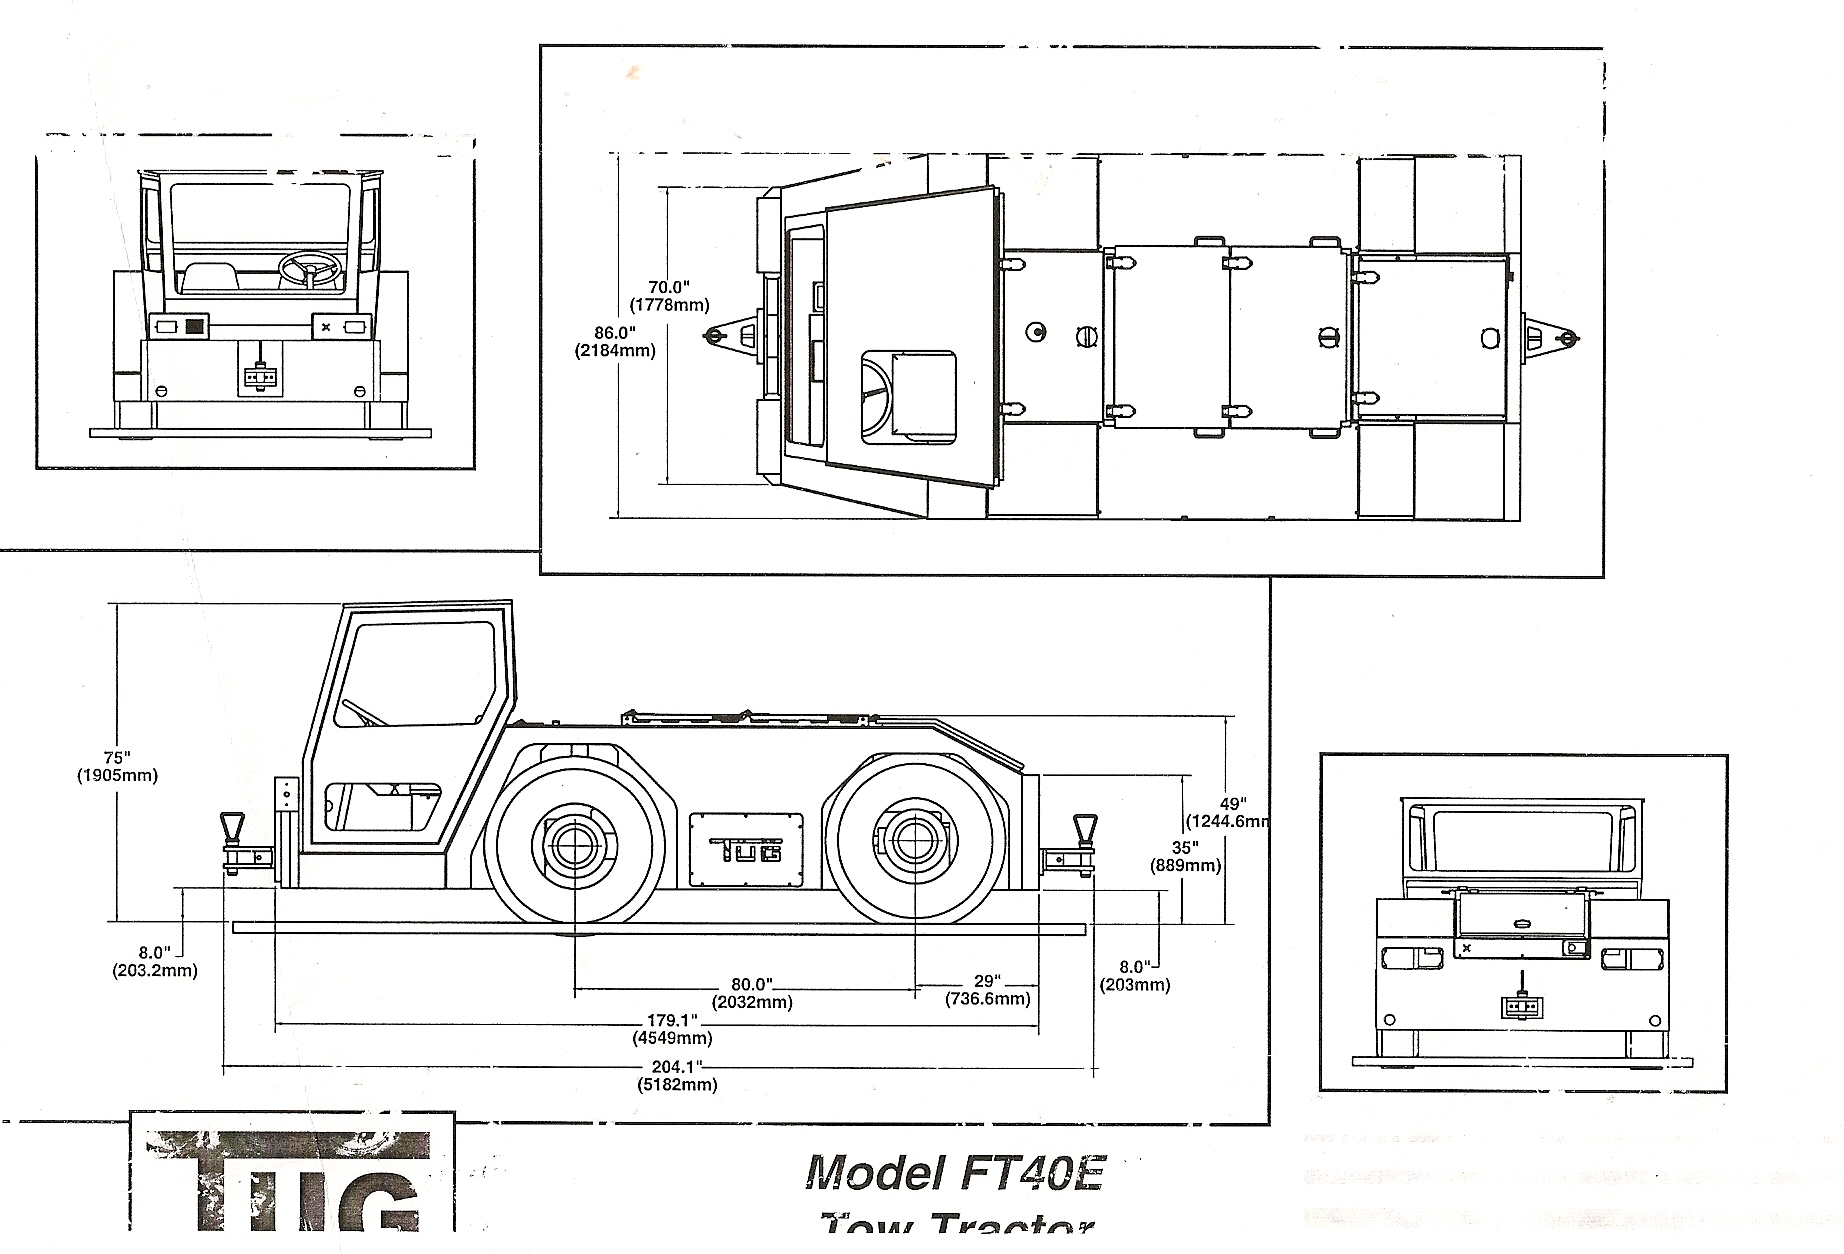 70.0"
(1778mm)
86.0"
(2184mm)
75"
(1905mm)
TUG
49"
(1244.6mm
35"
(889mm)
8.0"
(203.2mm)
8.0"
(203mm)
80.0"
(2032mm)
29"
(736.6mm)
179.1"
(4549mm)
204.1"
(5182mm)
TUG
Model FT40E
Tow Tractor